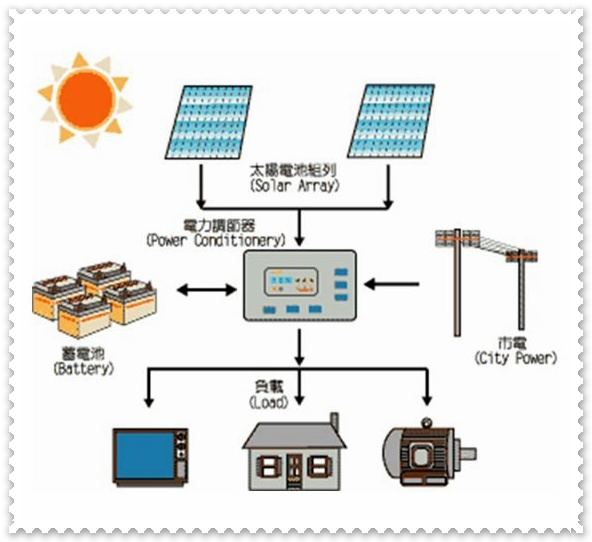 太陽電池組列
(Solar Array)
電力調節器
(Power Conditionery)
蓄電池
(Battery)
市電
(City Power)
負載
(Load)